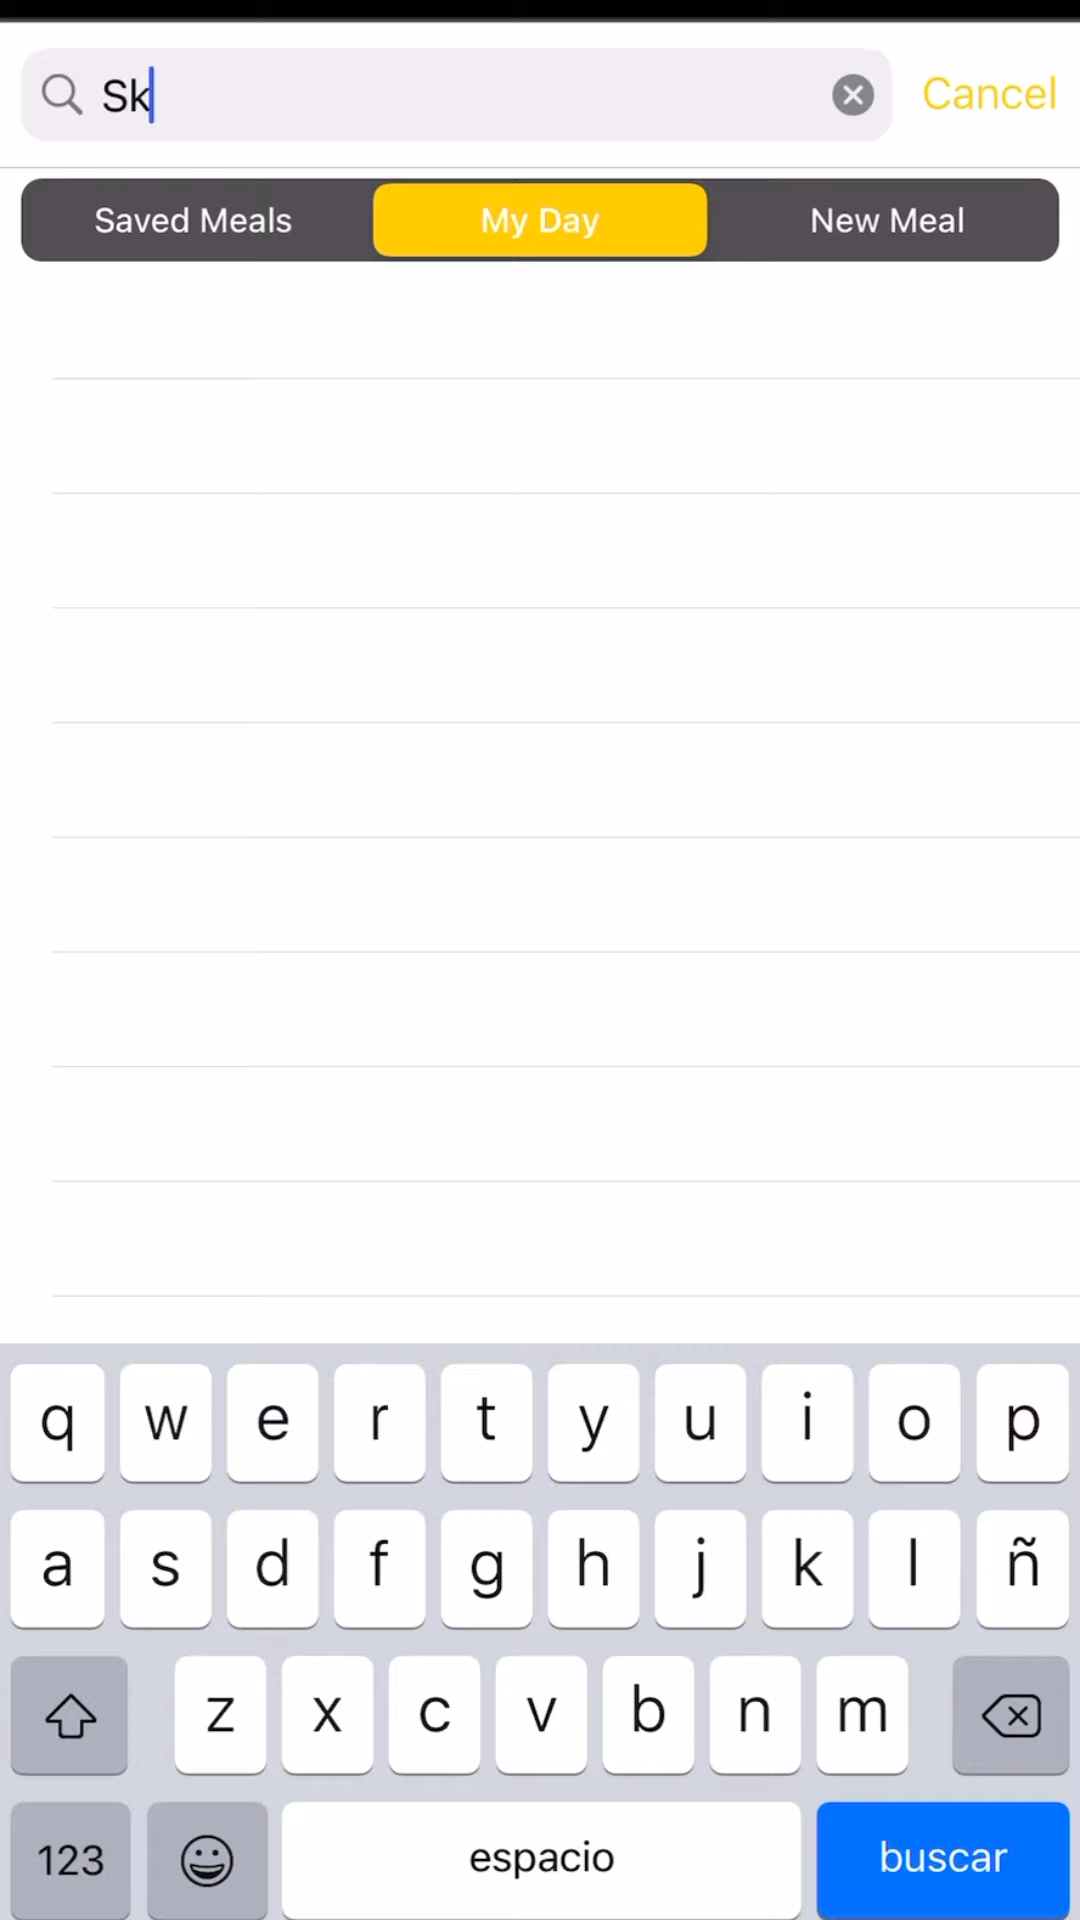 Sk
Cancel
Saved Meals
My Day
New Meal
q w e r t y u i o p
a s d f g h j k l ñ
z x c v b n m
123 espacio buscar